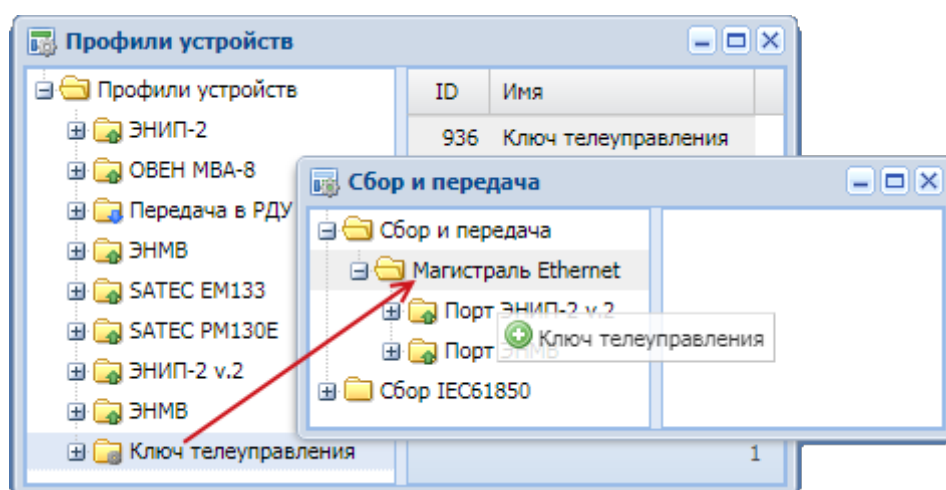 Профили устройств
Профили устройств
ЭНИП-2
ОВЕН МВА-8
Передача в РДУ
ЭНМВ
SATEC EM133
SATEC PM130E
ЭНИП-2 v.2
ЭНМВ
Ключ телеуправления
ID Имя
936 Ключ телеуправления
1
Сбор и передача
Сбор и передача
Магистраль Ethernet
Порт ЭНИП-2 v.2
Порт ЭНМВ
Сбор IEC61850
Ключ телеуправления